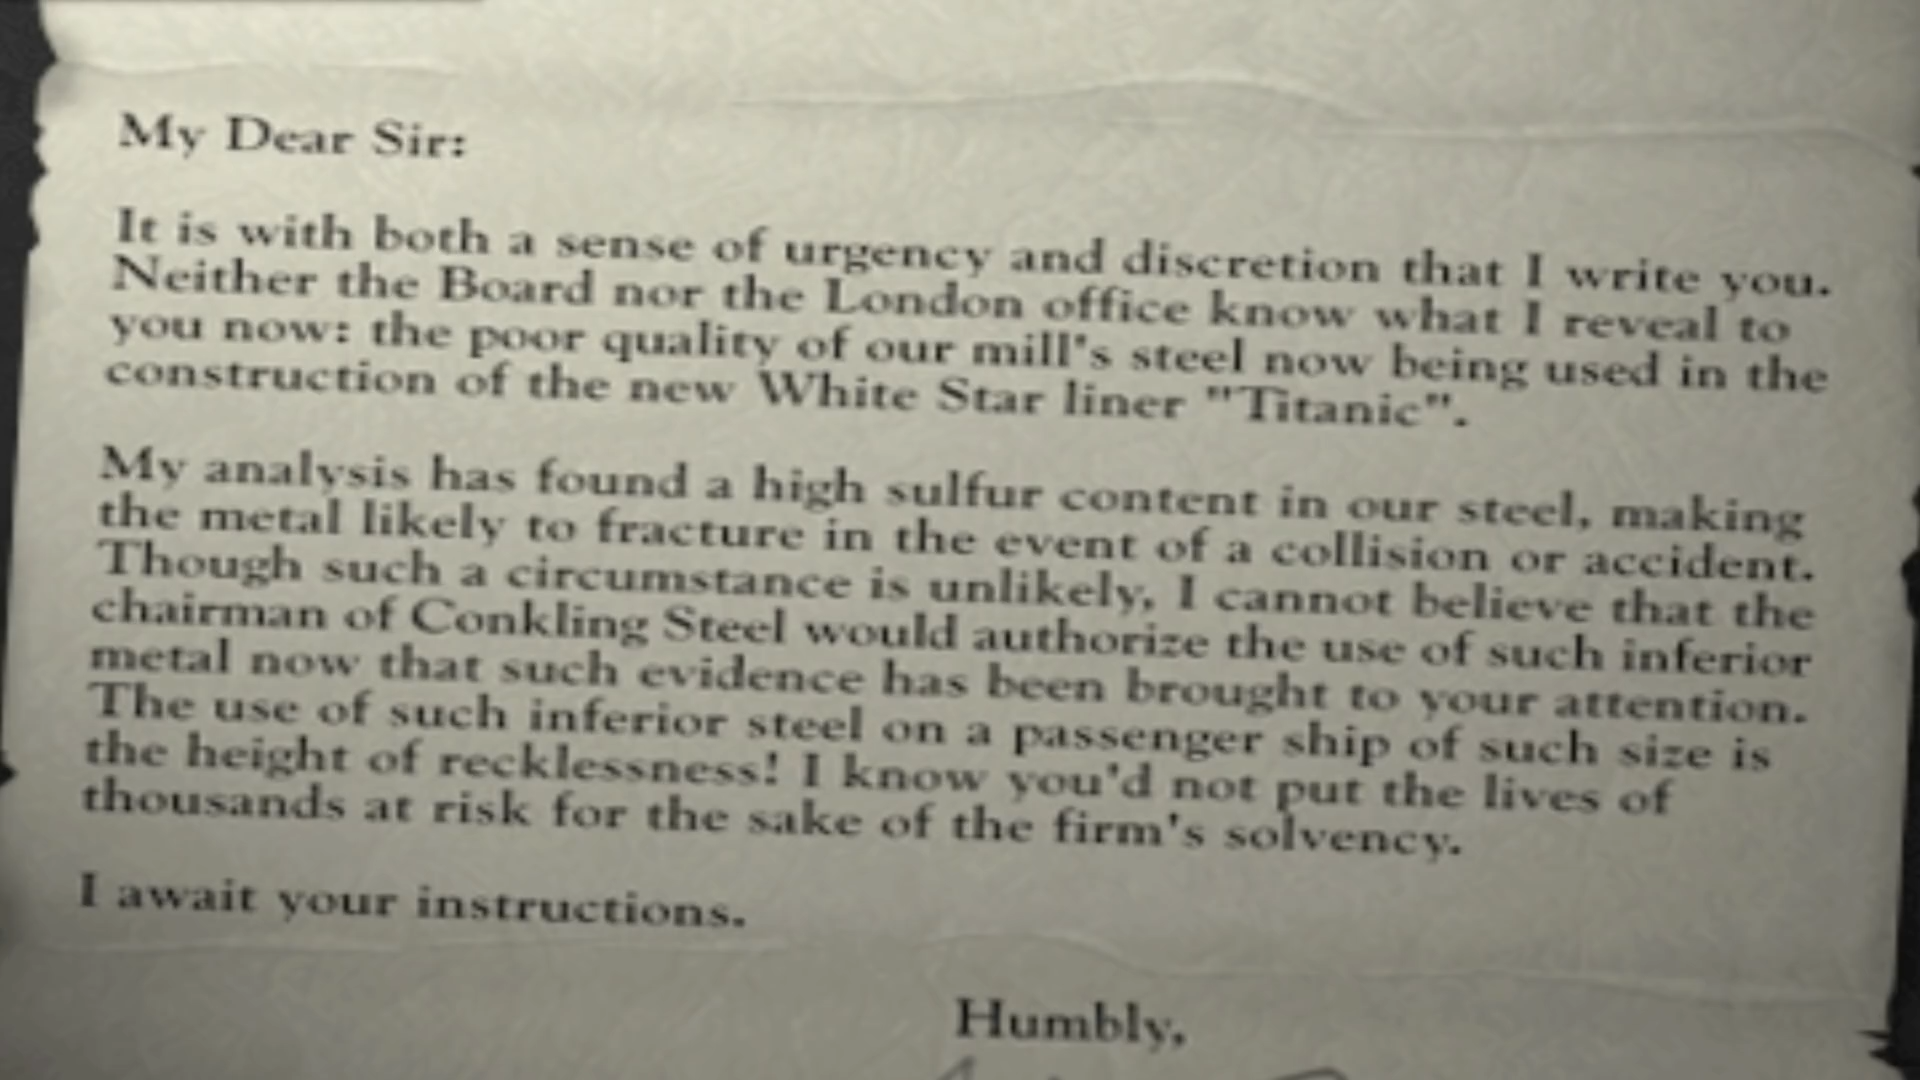 My Dear Sir:
It is with both a sense of urgency and discretion that I write you.
Neither the Board nor the London office know what I reveal to
you now: the poor quality of our mill's steel now being used in the
construction of the new White Star liner "Titanic".
My analysis has found a high sulfur content in our steel, making
the metal likely to fracture in the event of a collision or accident.
Though such a circumstance is unlikely, I cannot believe that the
chairman of Conkling Steel would authorize the use of such inferior
metal now that such evidence has been brought to your attention.
The use of such inferior steel on a passenger ship of such size is
the height of recklessness! I know you'd not put the lives of
thousands at risk for the sake of the firm's solvency.
I await your instructions.
Humbly,